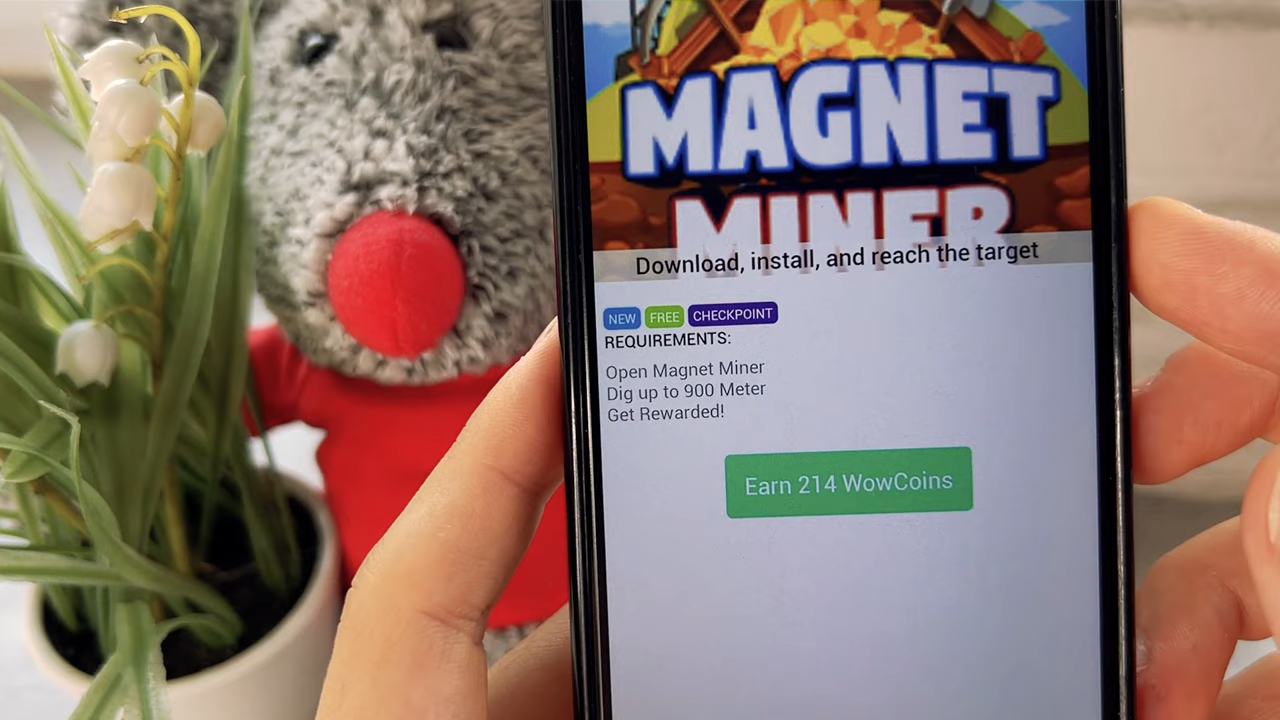 MAGNET
MINER
Download, install, and reach the target
NEW FREE CHECKPOINT
REQUIREMENTS:
Open Magnet Miner
Dig up to 900 Meter
Get Rewarded!
Earn 214 WowCoins